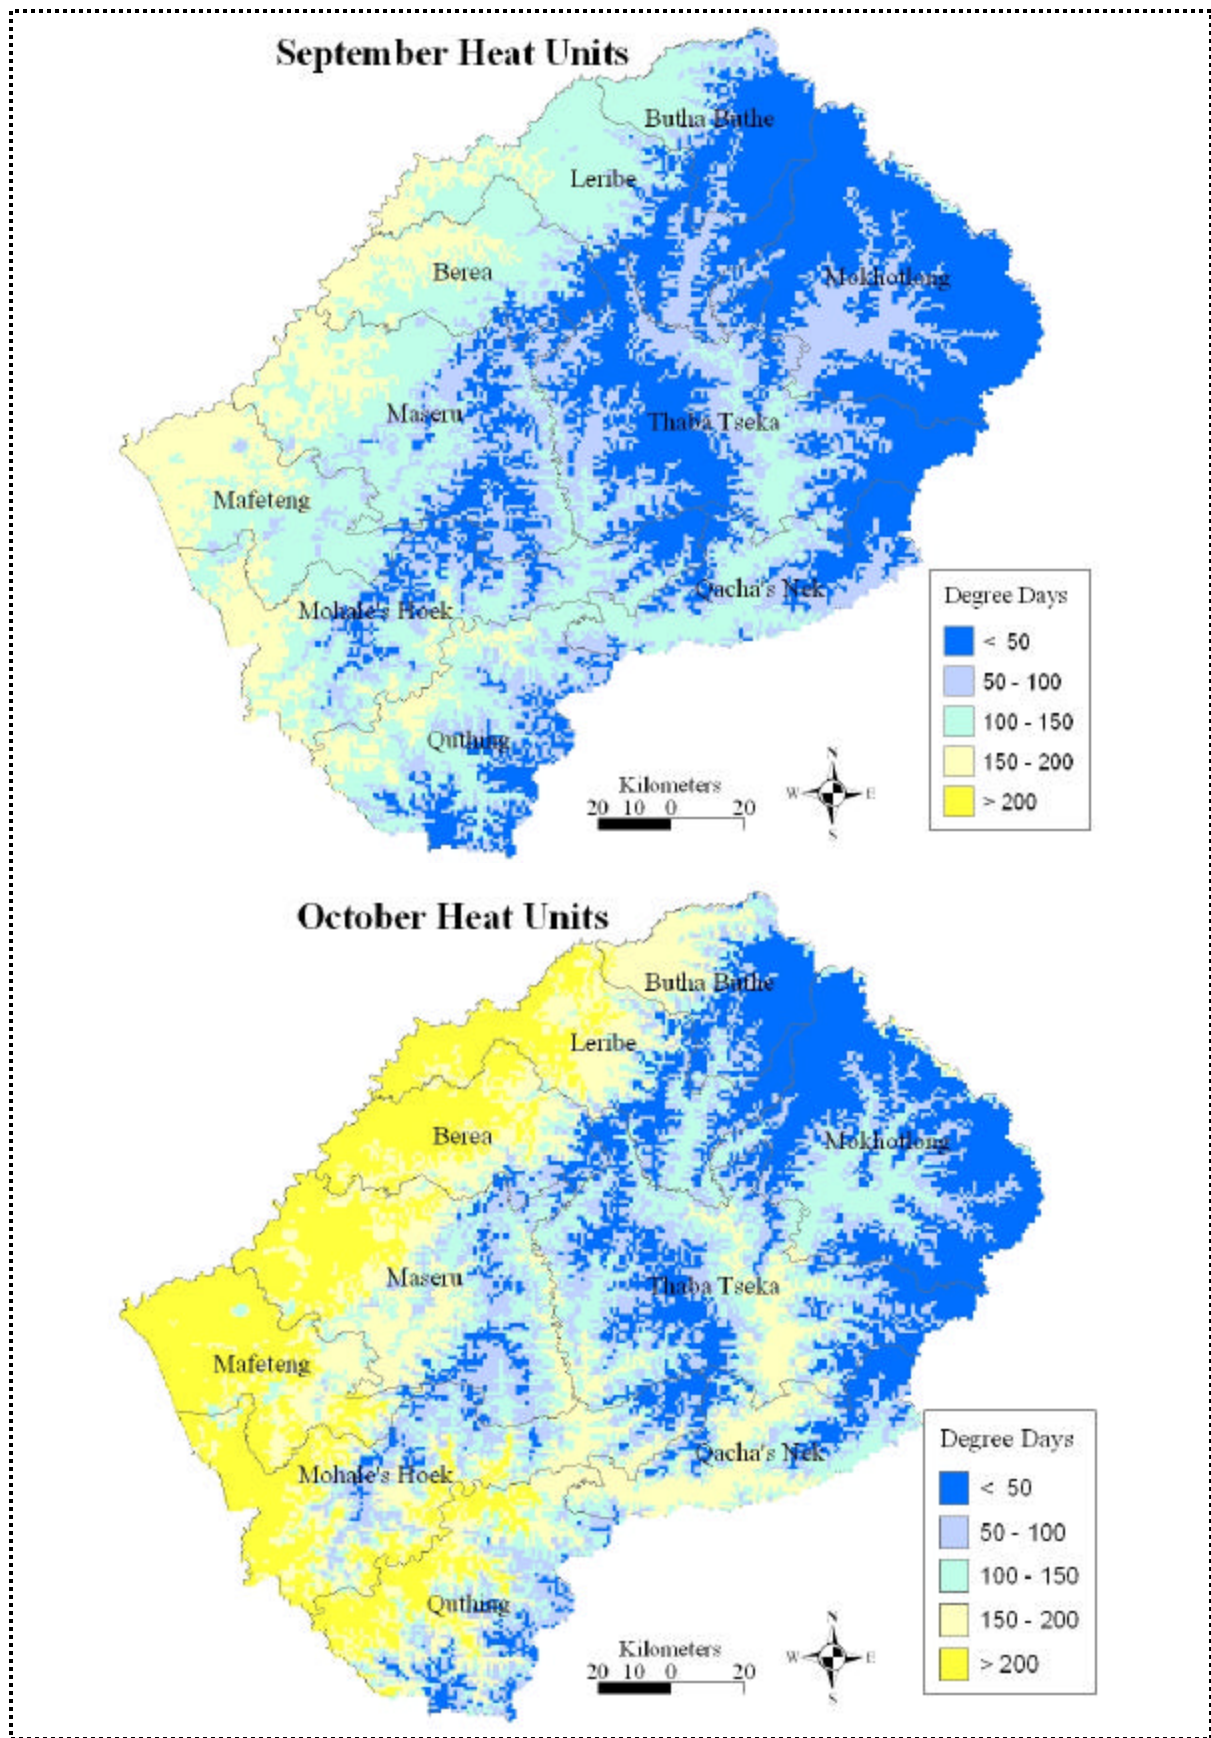 September Heat Units
Butha Buthe
Leribe
Berea
Mokhotlong
Maseru
Thaba Tseka
Mafeteng
Qacha's Nek
Mohale's Hoek
Quthing
Degree Days
< 50
50 - 100
100 - 150
150 - 200
> 200
Kilometers
20 10 0 20
N
W E
S
October Heat Units
Butha Buthe
Leribe
Berea
Mokhotlong
Maseru
Thaba Tseka
Mafeteng
Qacha's Nek
Mohale's Hoek
Quthing
Degree Days
< 50
50 - 100
100 - 150
150 - 200
> 200
Kilometers
20 10 0 20
N
W E
S